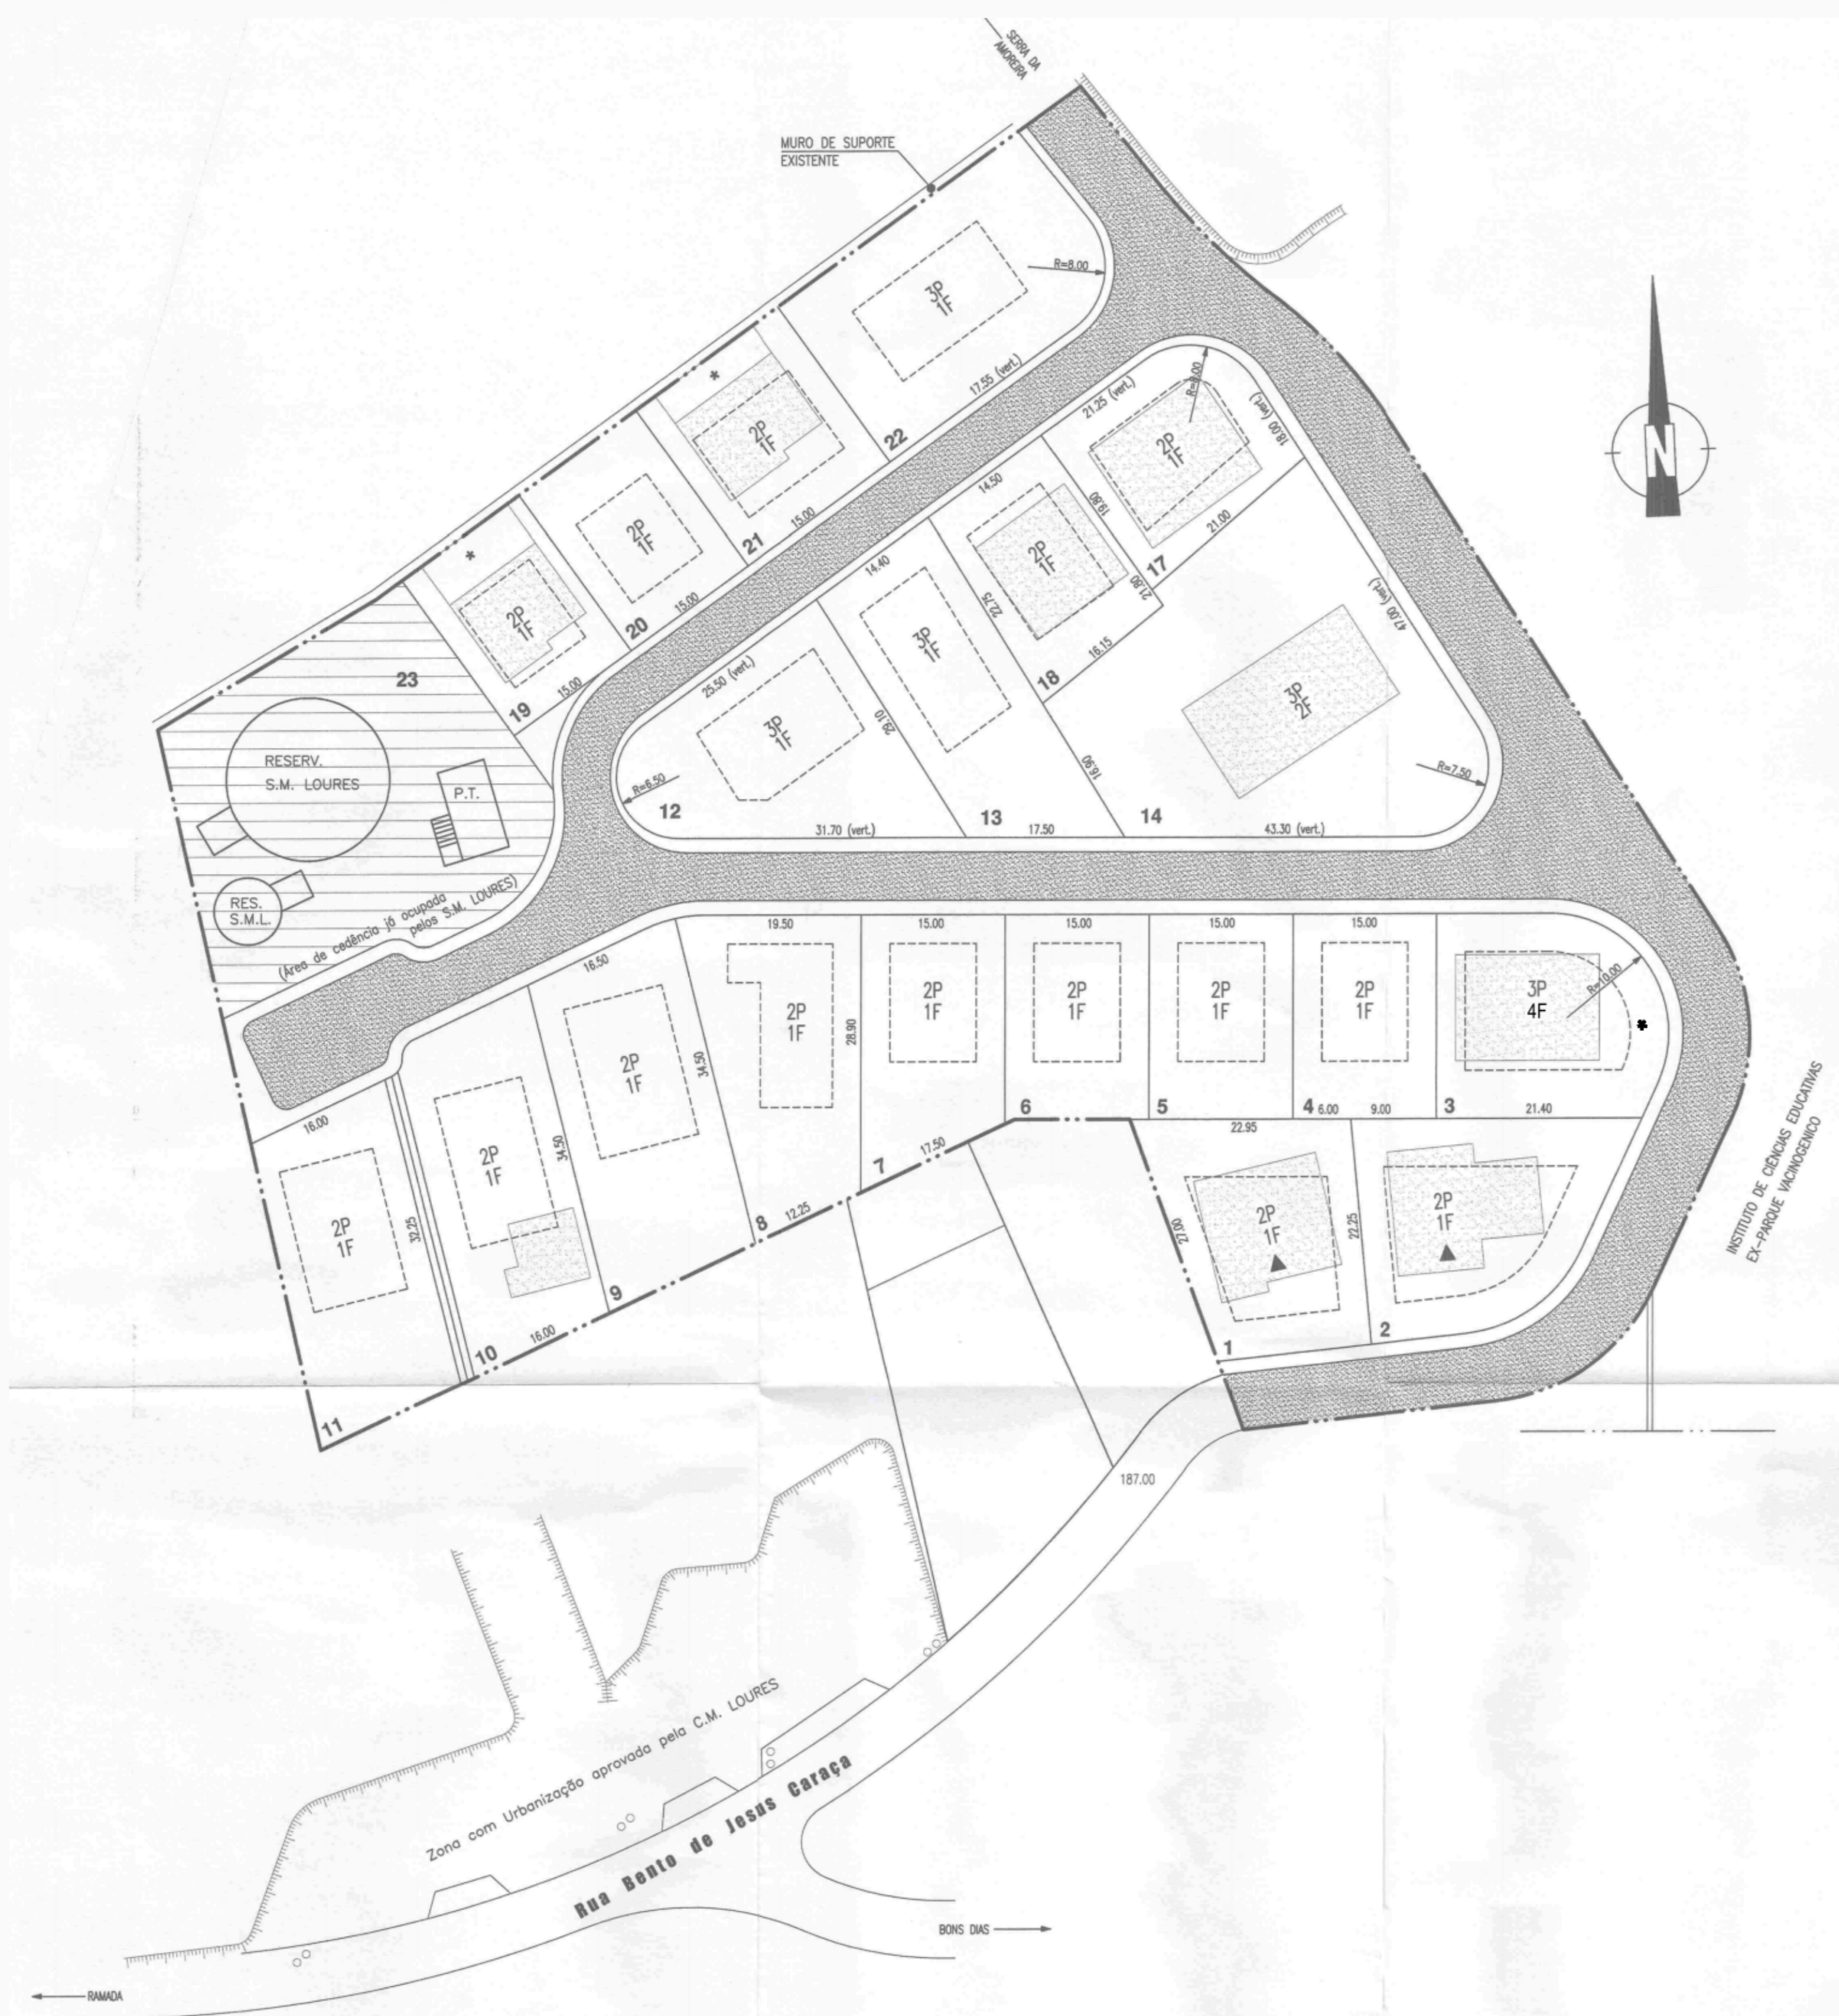 SERRA DA
AMOREIRA
MURO DE SUPORTE
EXISTENTE
R=8.00
3P
1F
17.55 (vert.)
22
*
2P
1F
15.00
21
2P
1F
15.00
20
*
2P
1F
15.00
19
21.25 (vert.)
R=9.00
18.00 (vert.)
2P
1F
19.80
21.00
17
14.50
2P
1F
21.80
22.75
16.15
18
14.40
3P
1F
29.10
16.90
13
17.50
25.50 (vert.)
3P
1F
R=6.50
12
31.70 (vert.)
47.00 (vert.)
3P
2F
R=7.50
14
43.30 (vert.)
N
23
RESERV.
S.M. LOURES
P.T.
RES.
S.M.L.
(Área de cedência já ocupada
pelos S.M. LOURES)
19.50
15.00
15.00
15.00
15.00
16.50
2P
1F
28.90
2P
1F
2P
1F
2P
1F
2P
1F
3P
4F
R=10.00
*
2P
1F
34.50
2P
1F
34.50
16.00
2P
1F
32.25
6
5
4
6.00
9.00
3
21.40
22.95
7
17.50
8
12.25
9
16.00
10
11
27.00
2P
1F
22.25
2P
1F
1
2
INSTITUTO DE CIÊNCIAS EDUCATIVAS
EX-PARQUE VACINOGENICO
187.00
Zona com Urbanização aprovada pela C.M. LOURES
Rua Bento de Jesus Caraça
BONS DIAS
RAMADA